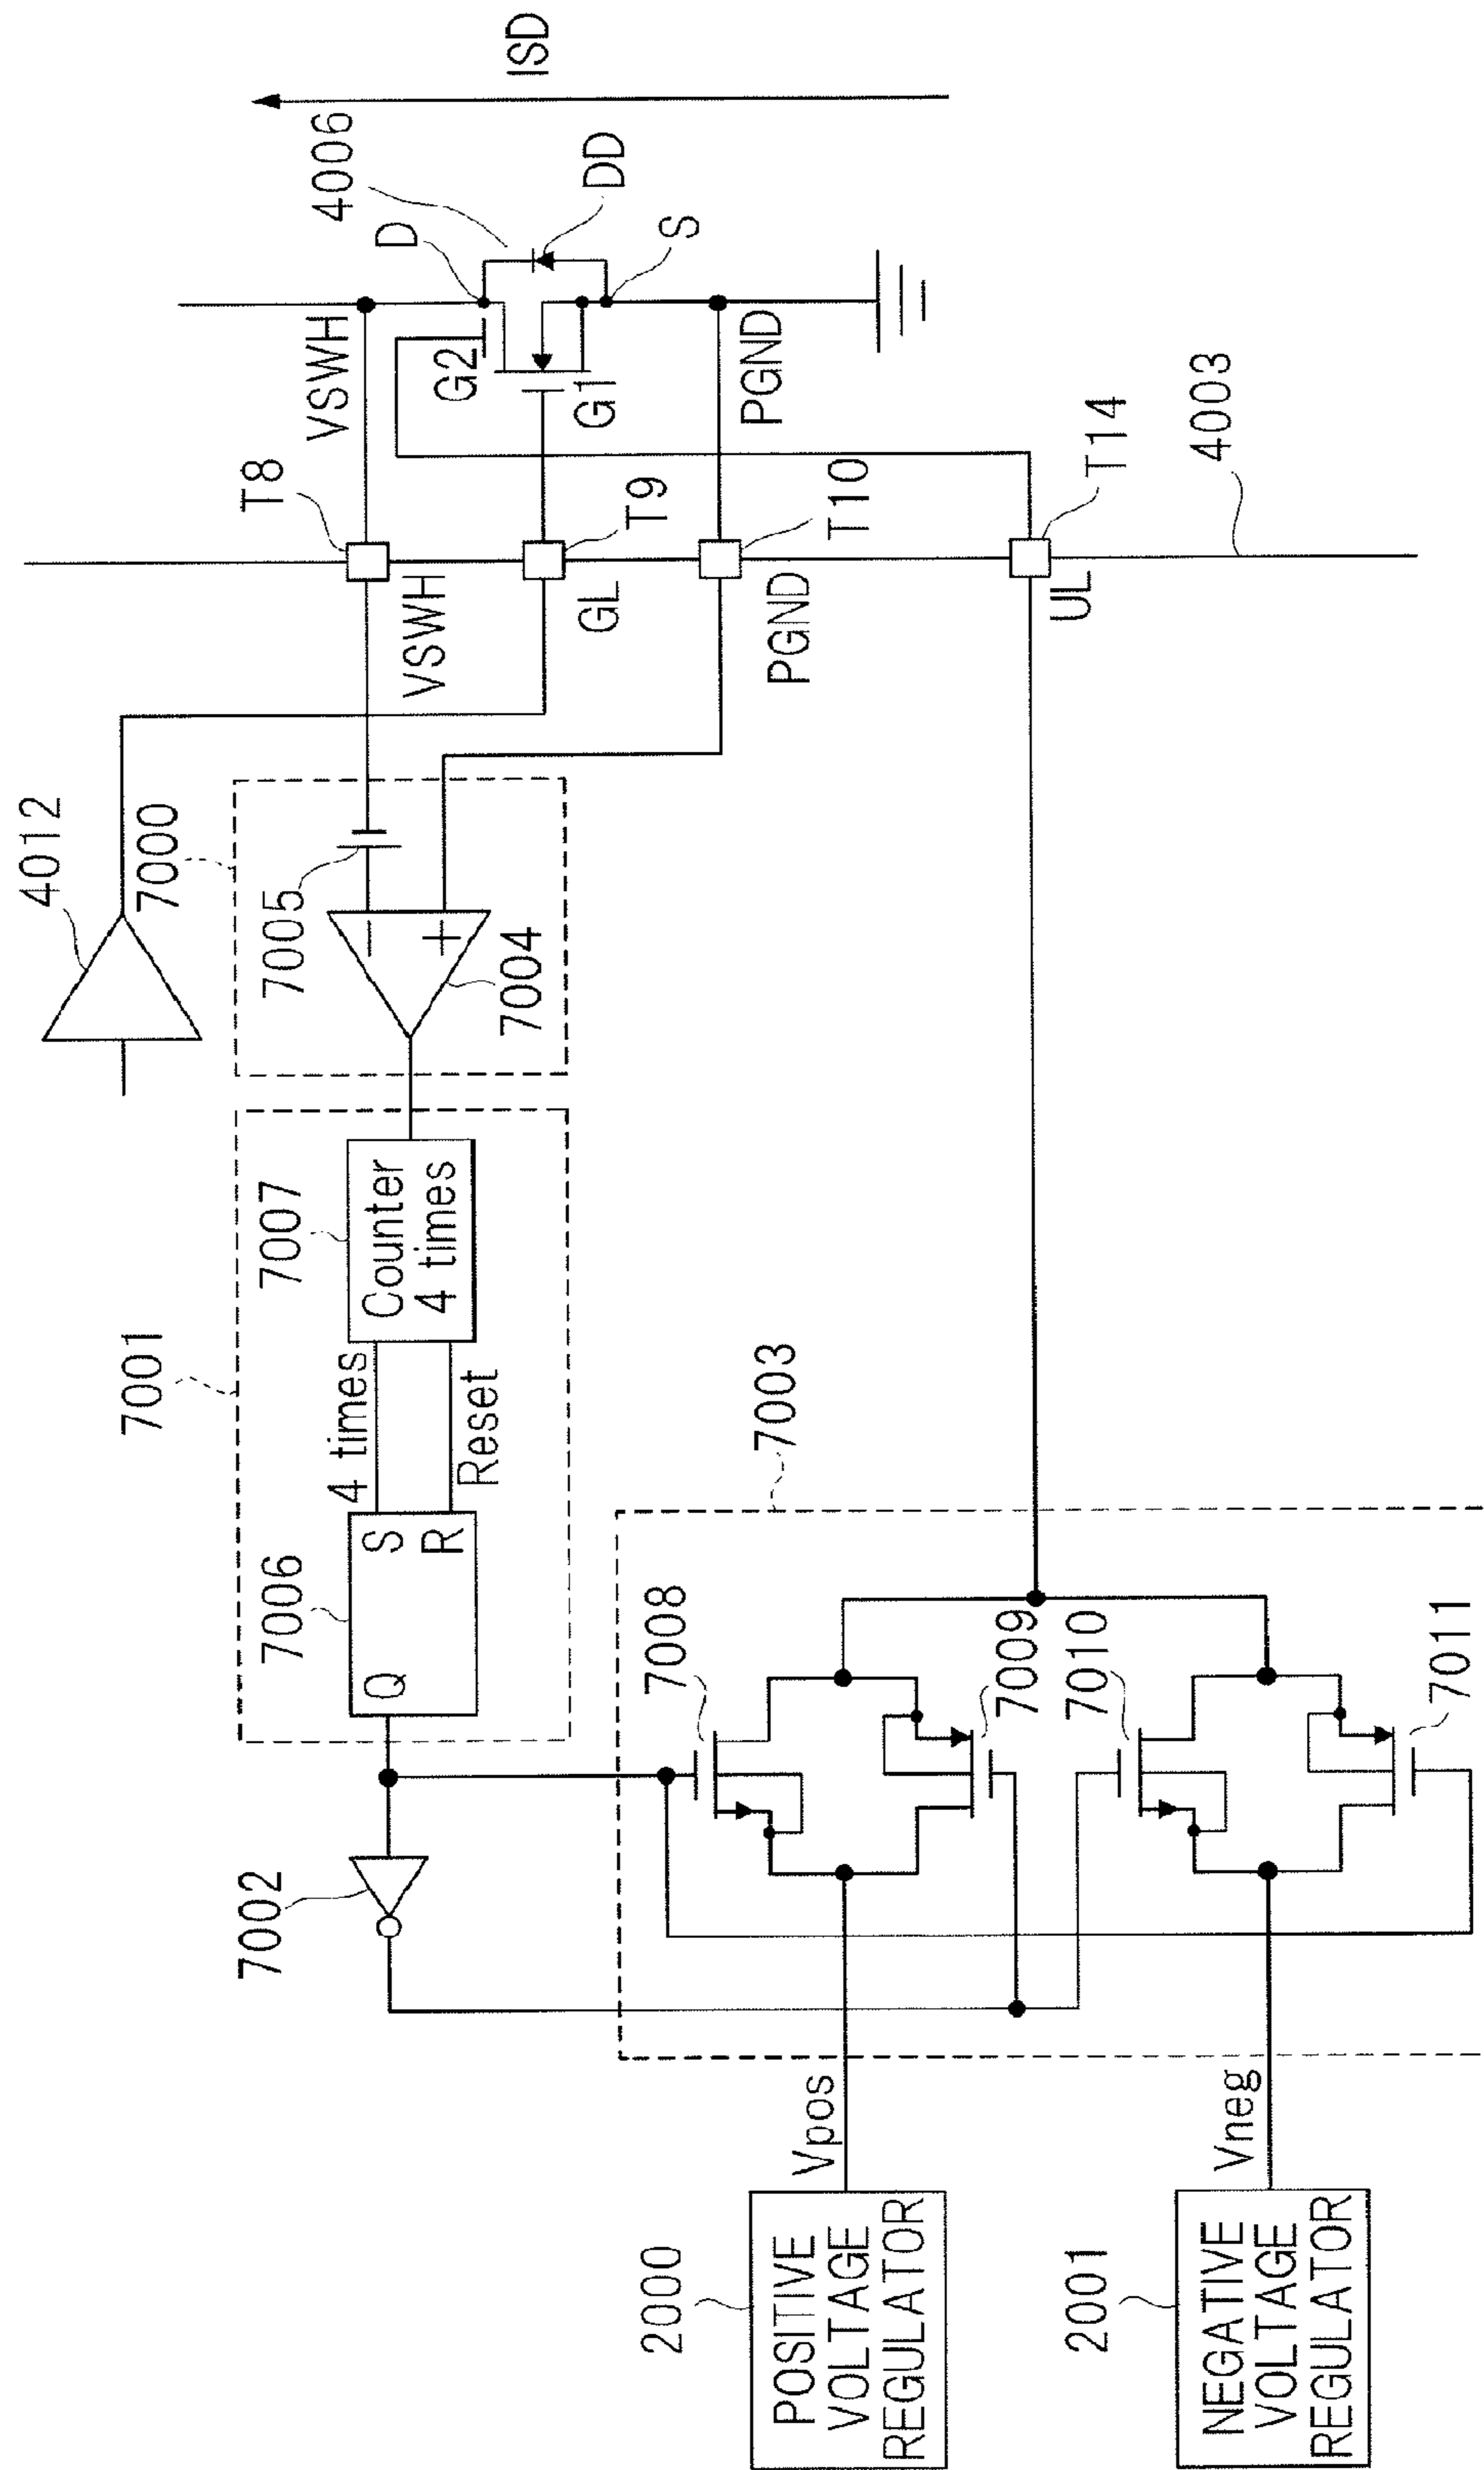 2000
POSITIVE
VOLTAGE
REGULATOR
Vpos
2001
NEGATIVE
VOLTAGE
REGULATOR
Vneg
7002
7003
7008
7009
7010
7011
7001
7006
Q
S
R
4 times
Reset
7007
Counter
4 times
4012
7000
7005
7004
−
+
VSWH
GL
PGND
UL
T8
T9
T10
T14
4003
VSWH
G2
G1
PGND
D
S
4006
DD
ISD